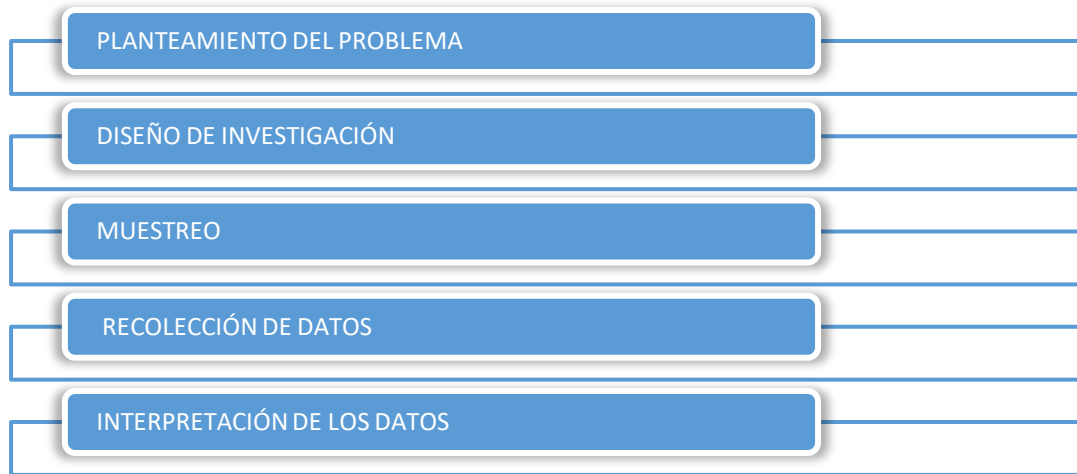 PLANTEAMIENTO DEL PROBLEMA
DISEÑO DE INVESTIGACIÓN
MUESTREO
RECOLECCIÓN DE DATOS
INTERPRETACIÓN DE LOS DATOS